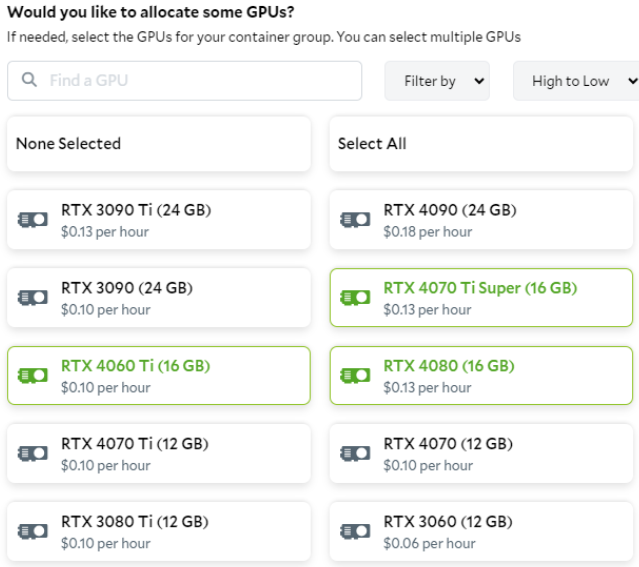 Would you like to allocate some GPUs?
If needed, select the GPUs for your container group. You can select multiple GPUs
Find a GPU
Filter by
High to Low
None Selected
Select All
RTX 3090 Ti (24 GB)
$0.13 per hour
RTX 4090 (24 GB)
$0.18 per hour
RTX 3090 (24 GB)
$0.10 per hour
RTX 4070 Ti Super (16 GB)
$0.13 per hour
RTX 4060 Ti (16 GB)
$0.10 per hour
RTX 4080 (16 GB)
$0.13 per hour
RTX 4070 Ti (12 GB)
$0.10 per hour
RTX 4070 (12 GB)
$0.10 per hour
RTX 3080 Ti (12 GB)
$0.10 per hour
RTX 3060 (12 GB)
$0.06 per hour